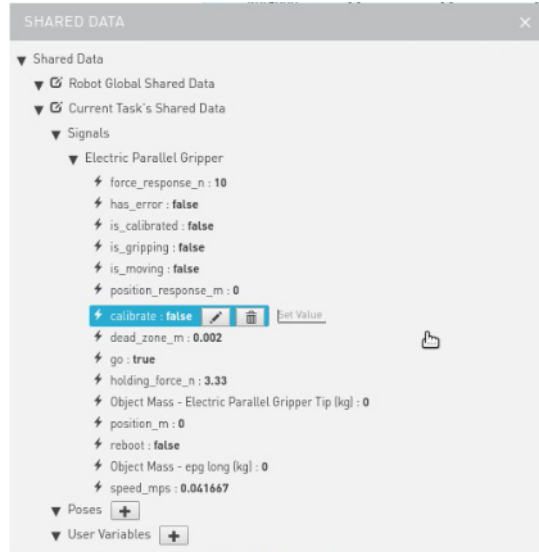 SHARED DATA
Shared Data
Robot Global Shared Data
Current Task's Shared Data
Signals
Electric Parallel Gripper
force_response_n : 10
has_error : false
is_calibrated : false
is_gripping : false
is_moving : false
position_response_m : 0
calibrate : false Set Value
dead_zone_m : 0.002
go : true
holding_force_n : 3.33
Object Mass - Electric Parallel Gripper Tip (kg) : 0
position_m : 0
reboot : false
Object Mass - epg long (kg) : 0
speed_mps : 0.041667
Poses +
User Variables +